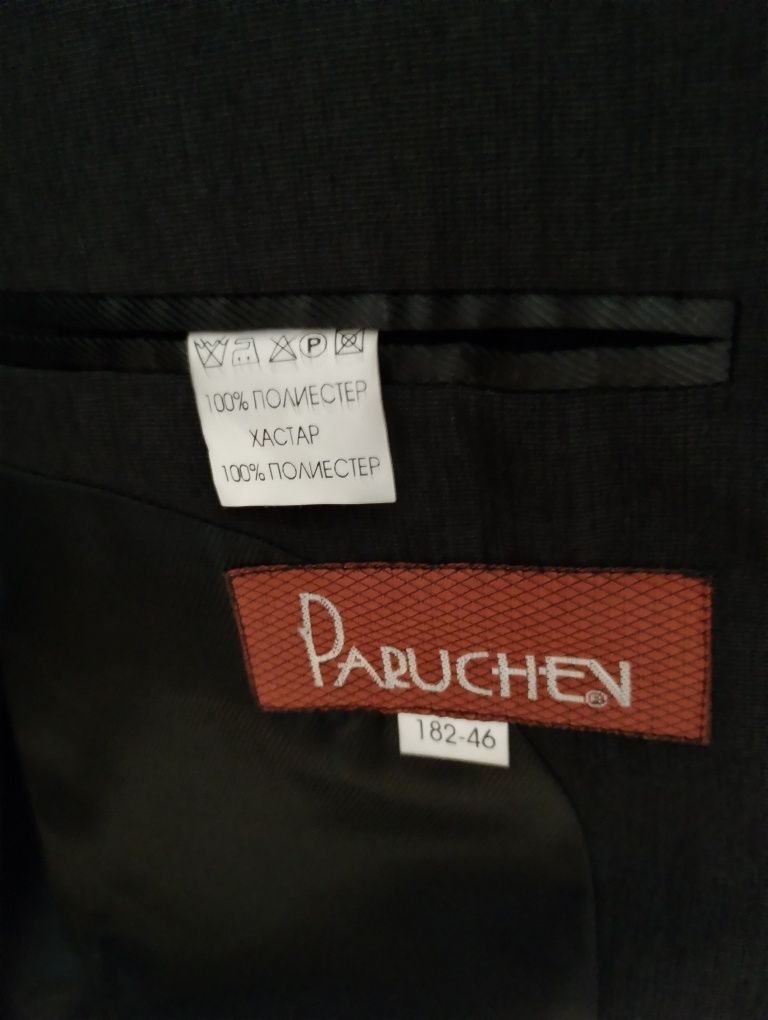 P
100% ПОЛИЕСТЕР
ХАСТАР
100% ПОЛИЕСТЕР
PARUCHEV®
182-46